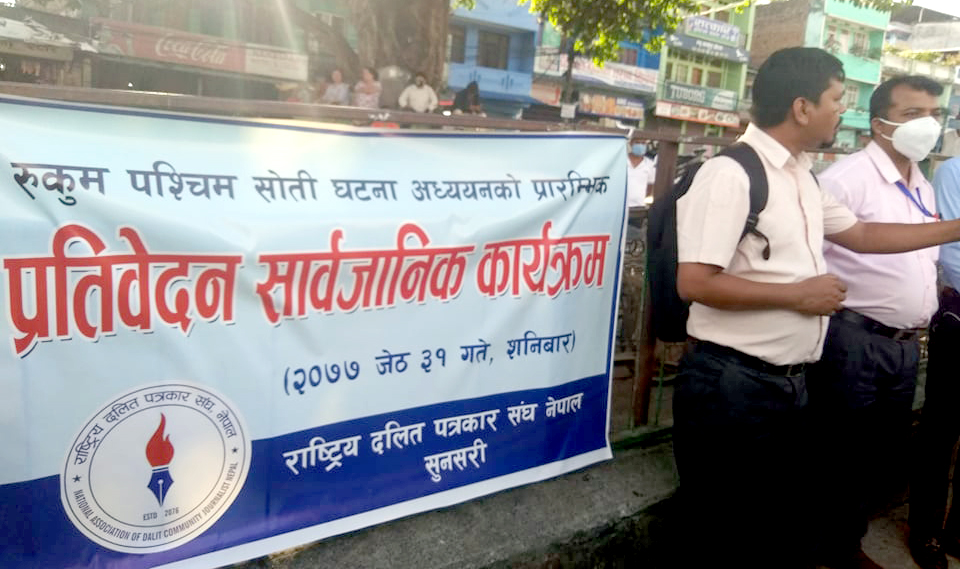 Coca-Cola
रुकुम पश्चिम सोती घटना अध्ययनको प्रारम्भिक
प्रतिवेदन सार्वजानिक कार्यक्रम
(२०७७ जेठ ३१ गते, शनिबार)
राष्ट्रिय दलित पत्रकार संघ नेपाल
सुनसरी
राष्ट्रिय दलित पत्रकार संघ, नेपाल
ESTD 2076
NATIONAL ASSOCIATION OF DALIT COMMUNITY JOURNALIST NEPAL